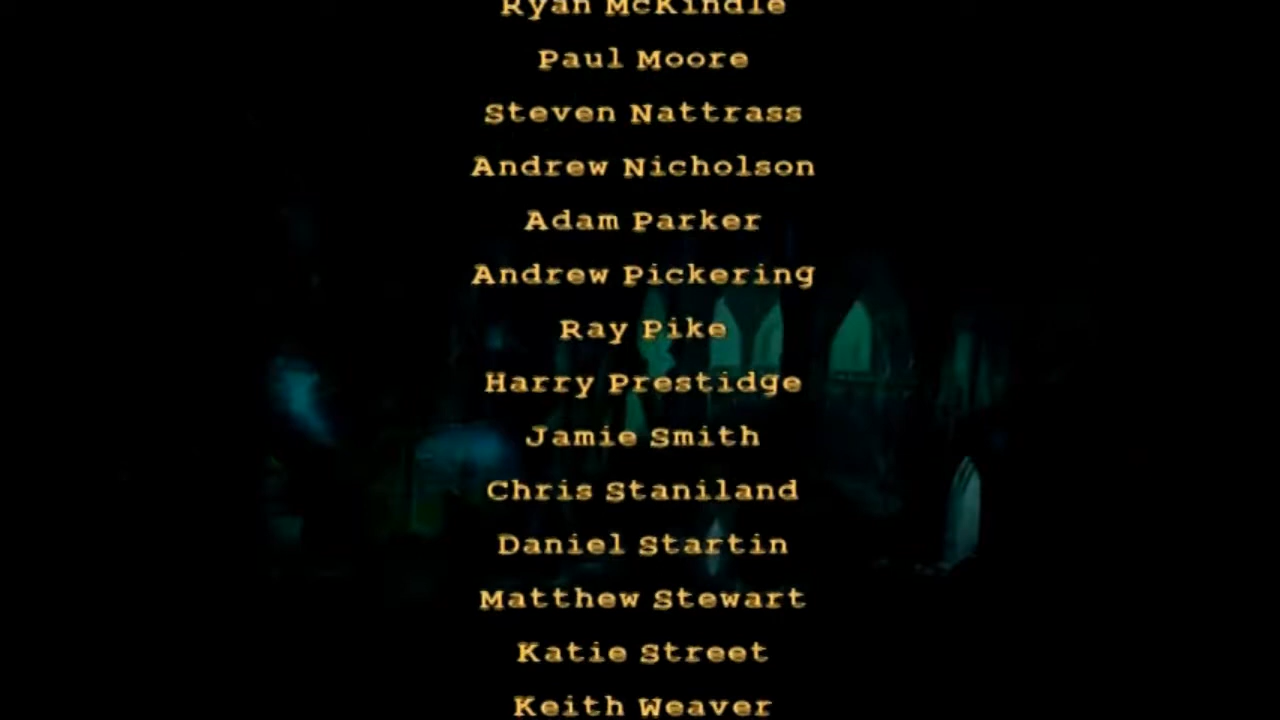 Ryan McKindle
Paul Moore
Steven Nattrass
Andrew Nicholson
Adam Parker
Andrew Pickering
Ray Pike
Harry Prestidge
Jamie Smith
Chris Staniland
Daniel Startin
Matthew Stewart
Katie Street
Keith Weaver